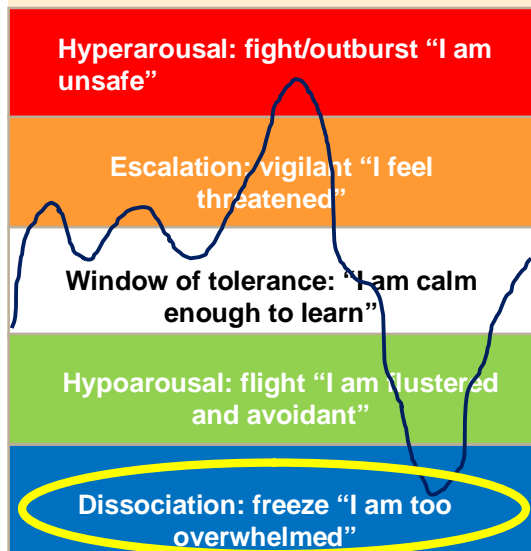 Hyperarousal: fight/outburst “I am
unsafe”
Escalation: vigilant “I feel
threatened”
Window of tolerance: “I am calm
enough to learn”
Hypoarousal: flight “I am flustered
and avoidant”
Dissociation: freeze “I am too
overwhelmed”